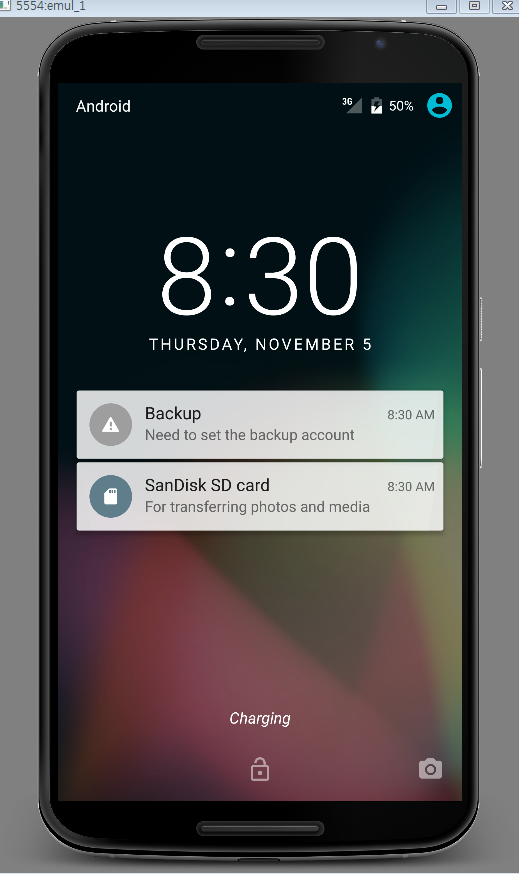 5554:emul_1
Android
3G
50%
8:30
THURSDAY, NOVEMBER 5
Backup
8:30 AM
Need to set the backup account
SanDisk SD card
8:30 AM
For transferring photos and media
Charging